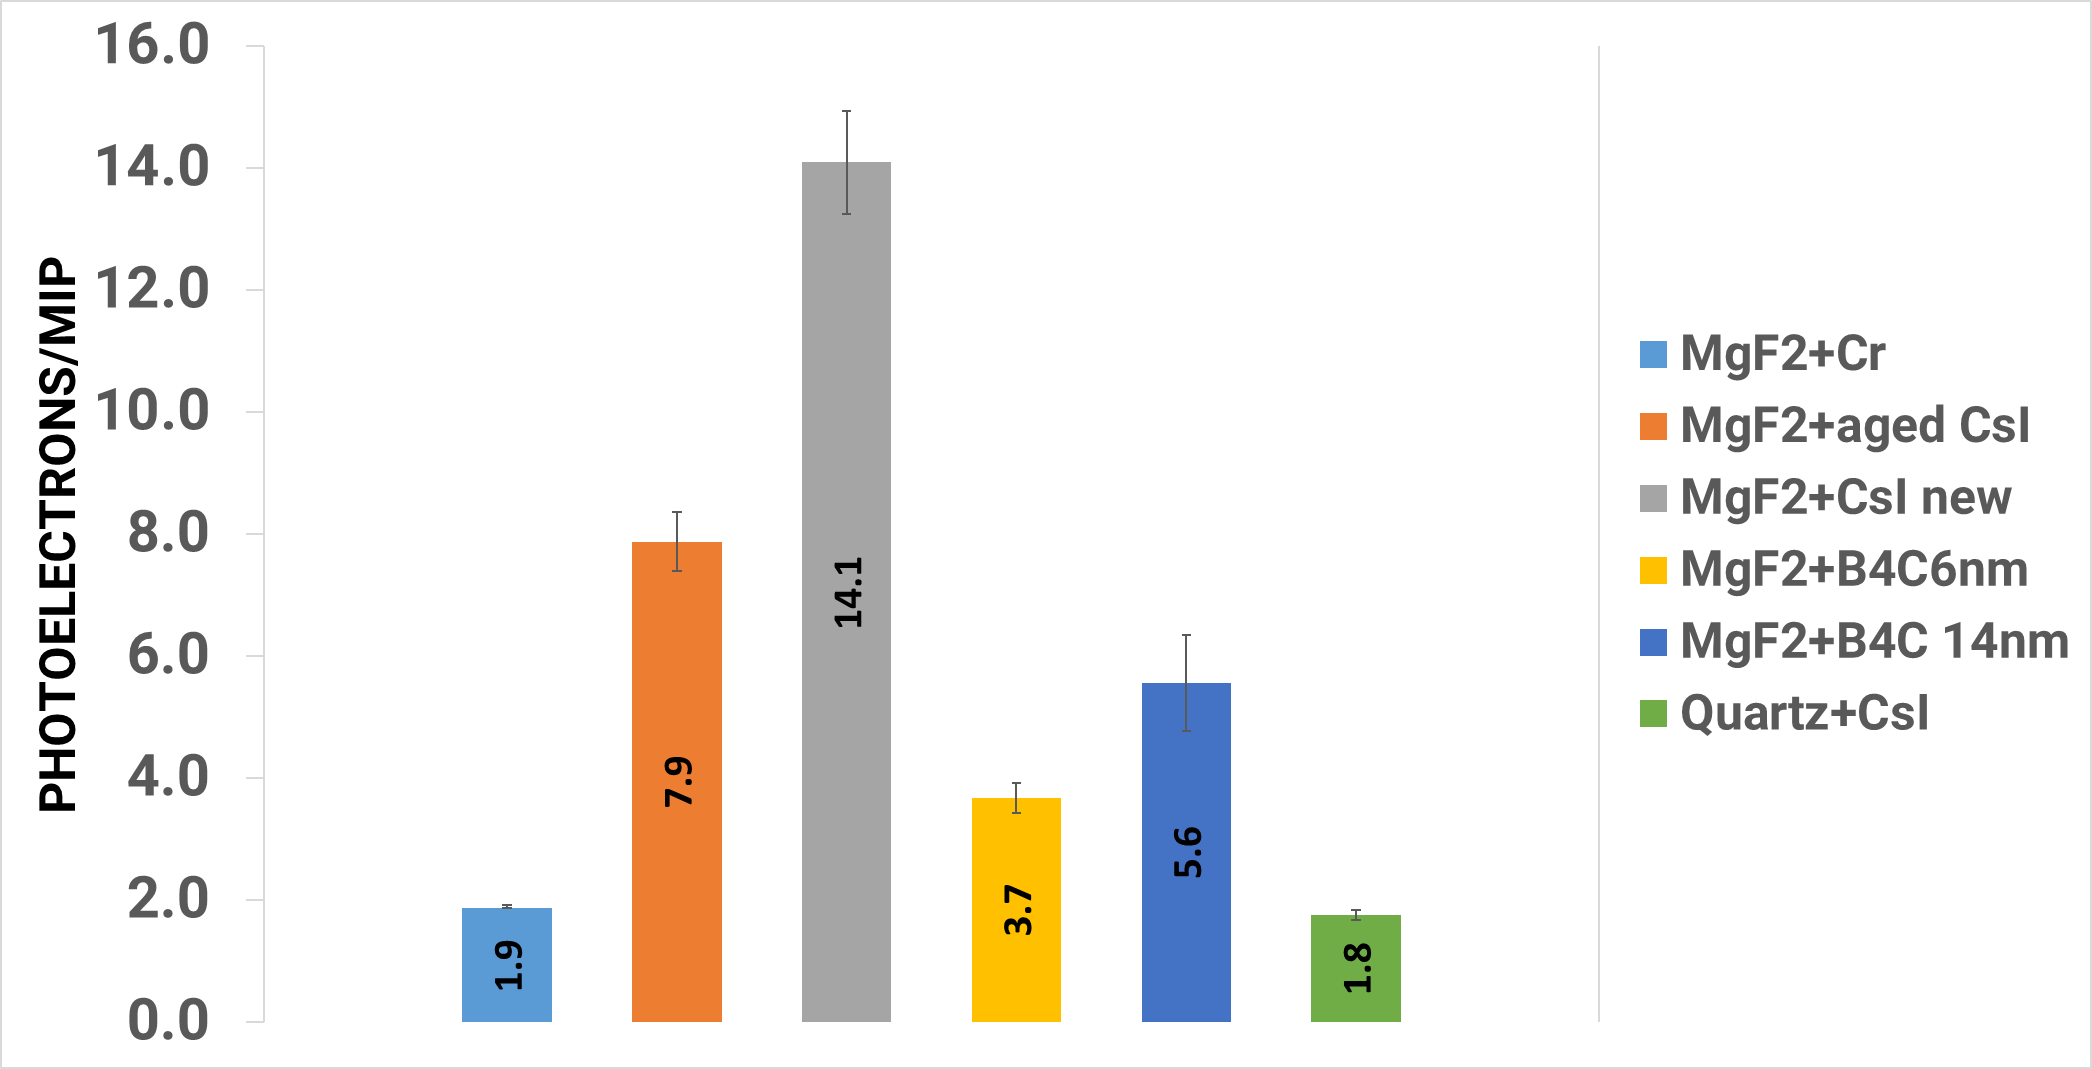 PHOTOELECTRONS/MIP
16.0
14.0
12.0
10.0
8.0
6.0
4.0
2.0
0.0
1.9
7.9
14.1
3.7
5.6
1.8
MgF2+Cr
MgF2+aged CsI
MgF2+CsI new
MgF2+B4C6nm
MgF2+B4C 14nm
Quartz+CsI